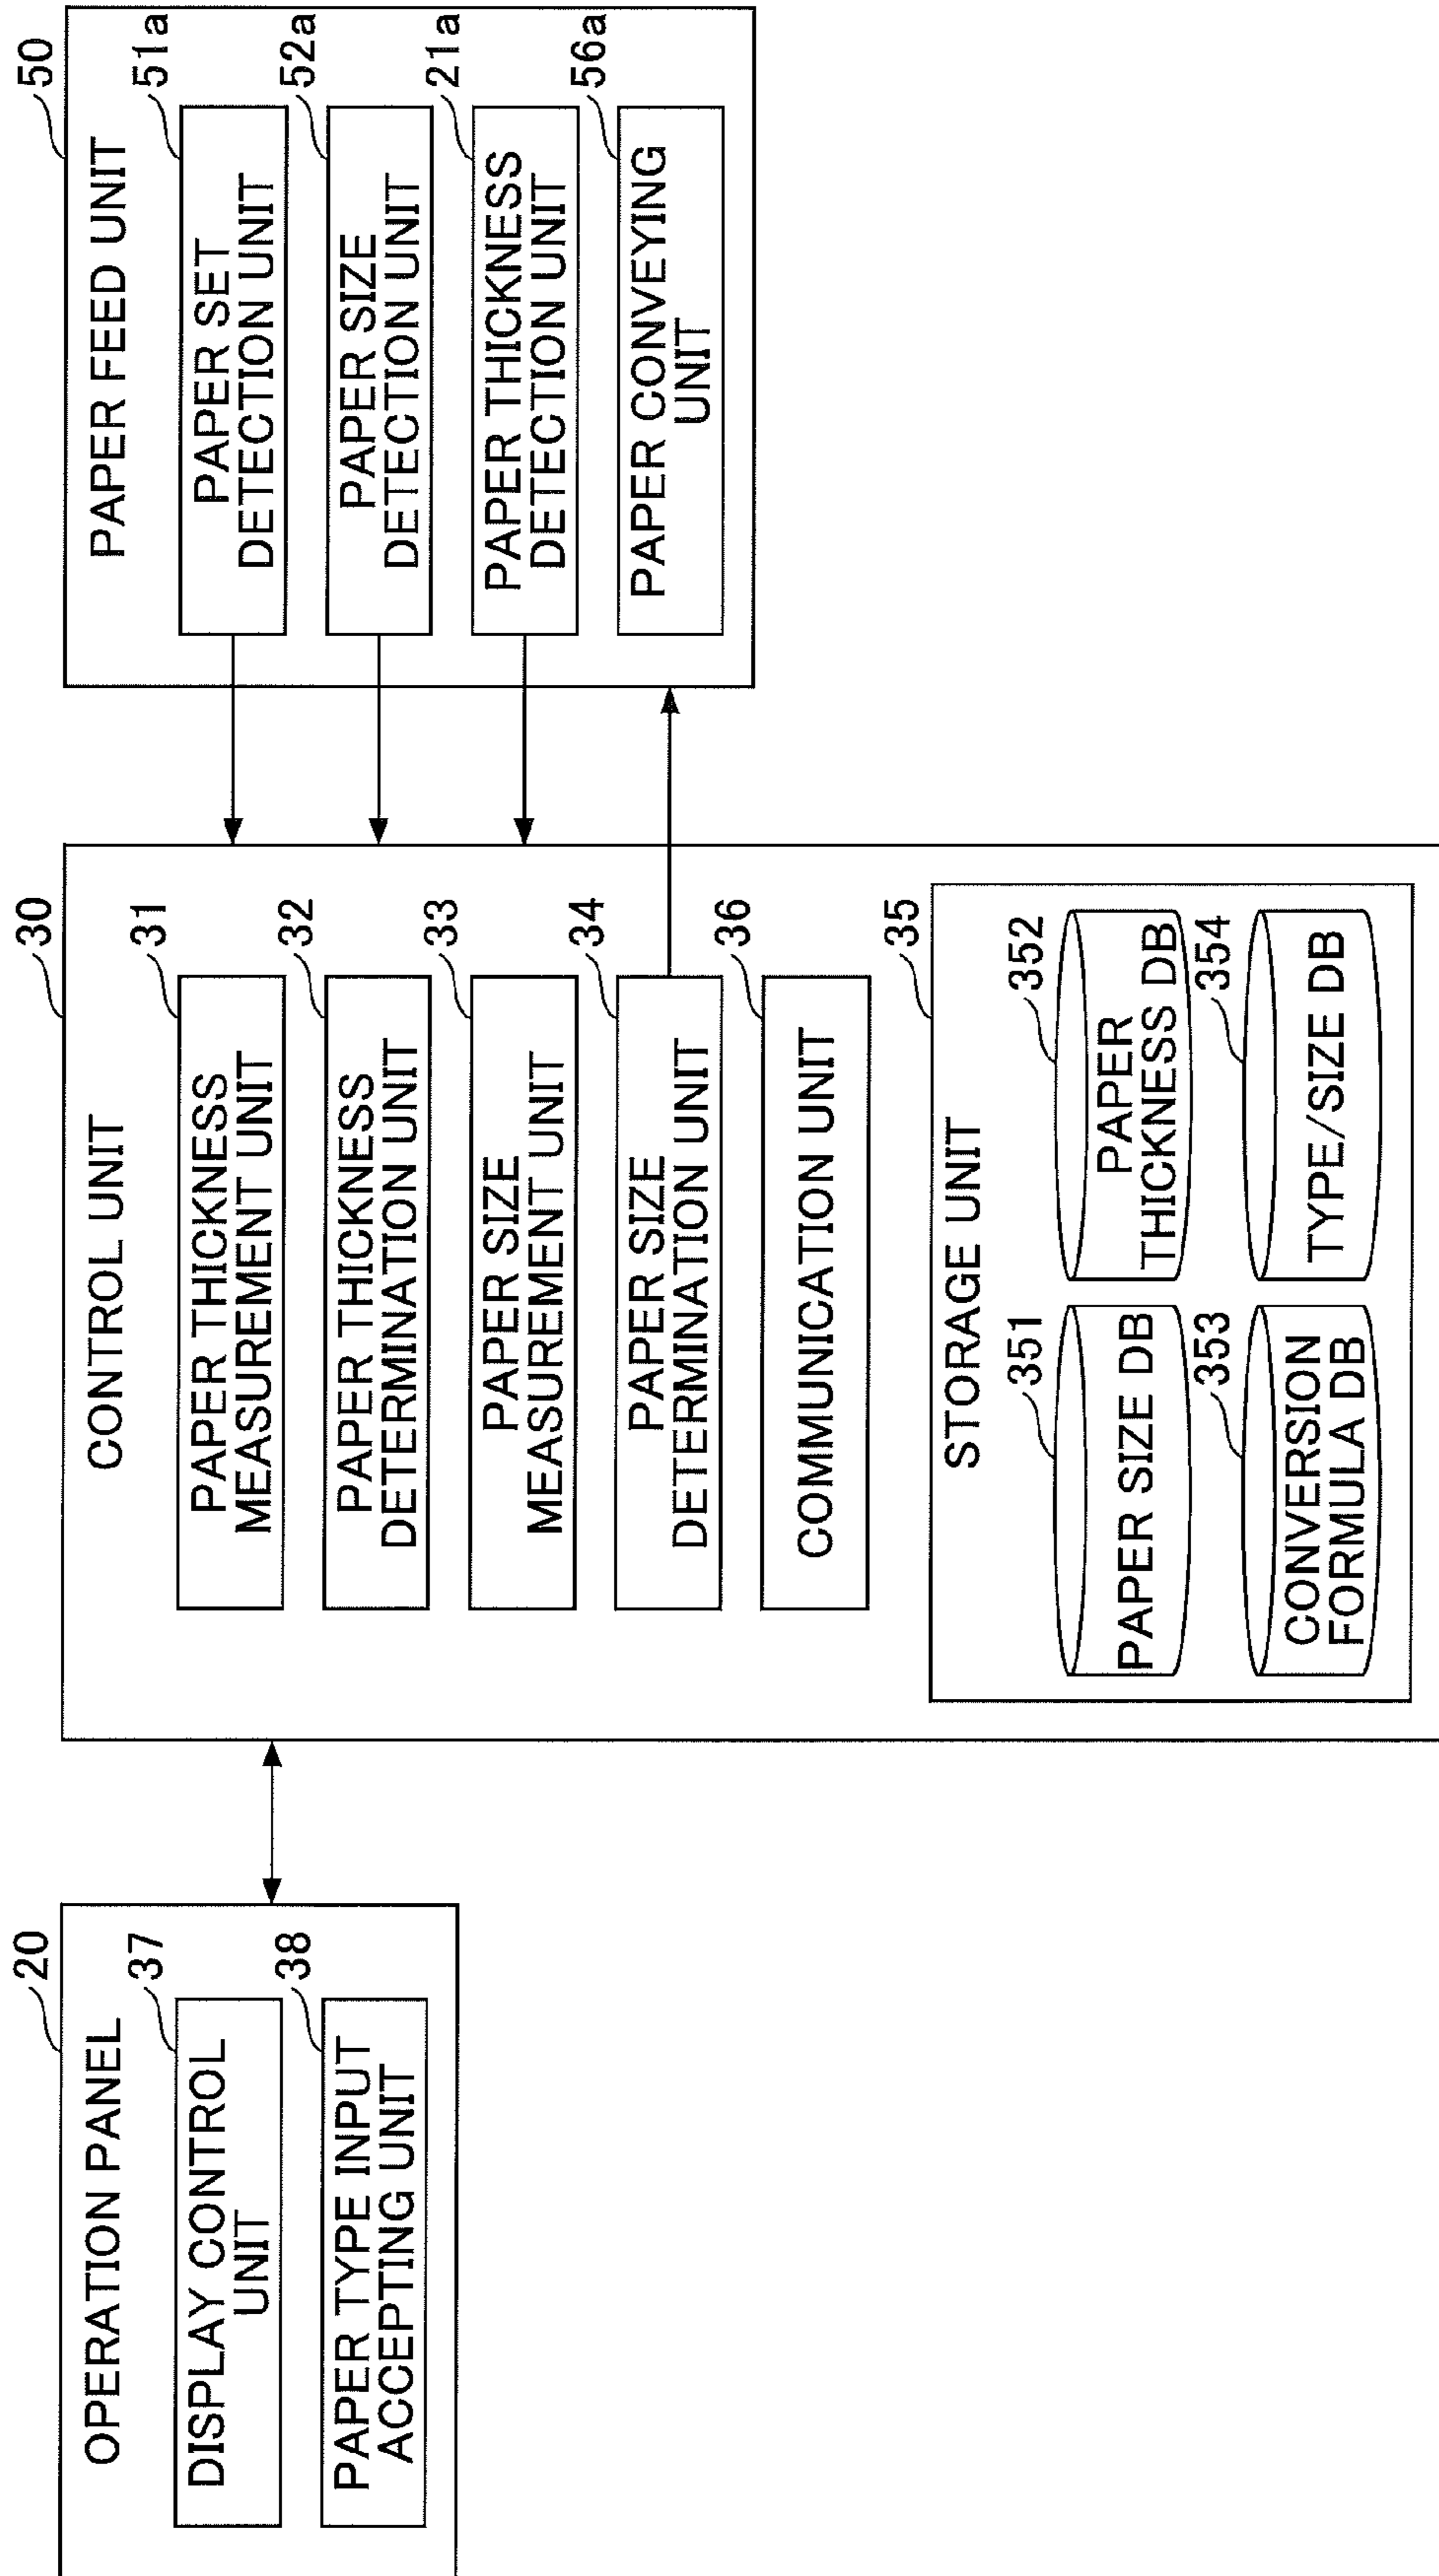 20
OPERATION PANEL
37
DISPLAY CONTROL
UNIT
38
PAPER TYPE INPUT
ACCEPTING UNIT
30
CONTROL UNIT
31
PAPER THICKNESS
MEASUREMENT UNIT
32
PAPER THICKNESS
DETERMINATION UNIT
33
PAPER SIZE
MEASUREMENT UNIT
34
PAPER SIZE
DETERMINATION UNIT
36
COMMUNICATION UNIT
35
STORAGE UNIT
351
PAPER SIZE DB
352
PAPER
THICKNESS DB
353
CONVERSION
FORMULA DB
354
TYPE/SIZE DB
50
PAPER FEED UNIT
51a
PAPER SET
DETECTION UNIT
52a
PAPER SIZE
DETECTION UNIT
21a
PAPER THICKNESS
DETECTION UNIT
56a
PAPER CONVEYING
UNIT